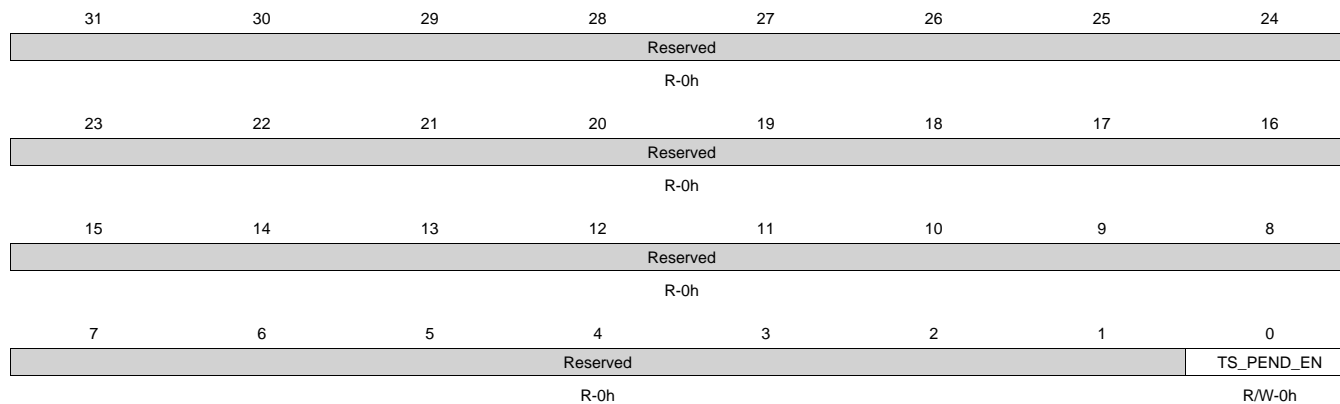 31 30 29 28 27 26 25 24
Reserved
R-0h
23 22 21 20 19 18 17 16
Reserved
R-0h
15 14 13 12 11 10 9 8
Reserved
R-0h
7 6 5 4 3 2 1 0
Reserved TS_PEND_EN
R-0h R/W-0h